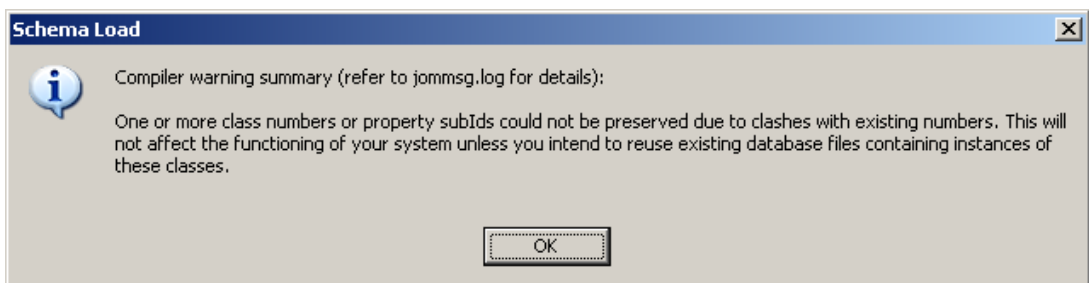 Schema Load
Compiler warning summary (refer to jommsg.log for details):
One or more class numbers or property subIds could not be preserved due to clashes with existing numbers. This will
not affect the functioning of your system unless you intend to reuse existing database files containing instances of
these classes.
OK